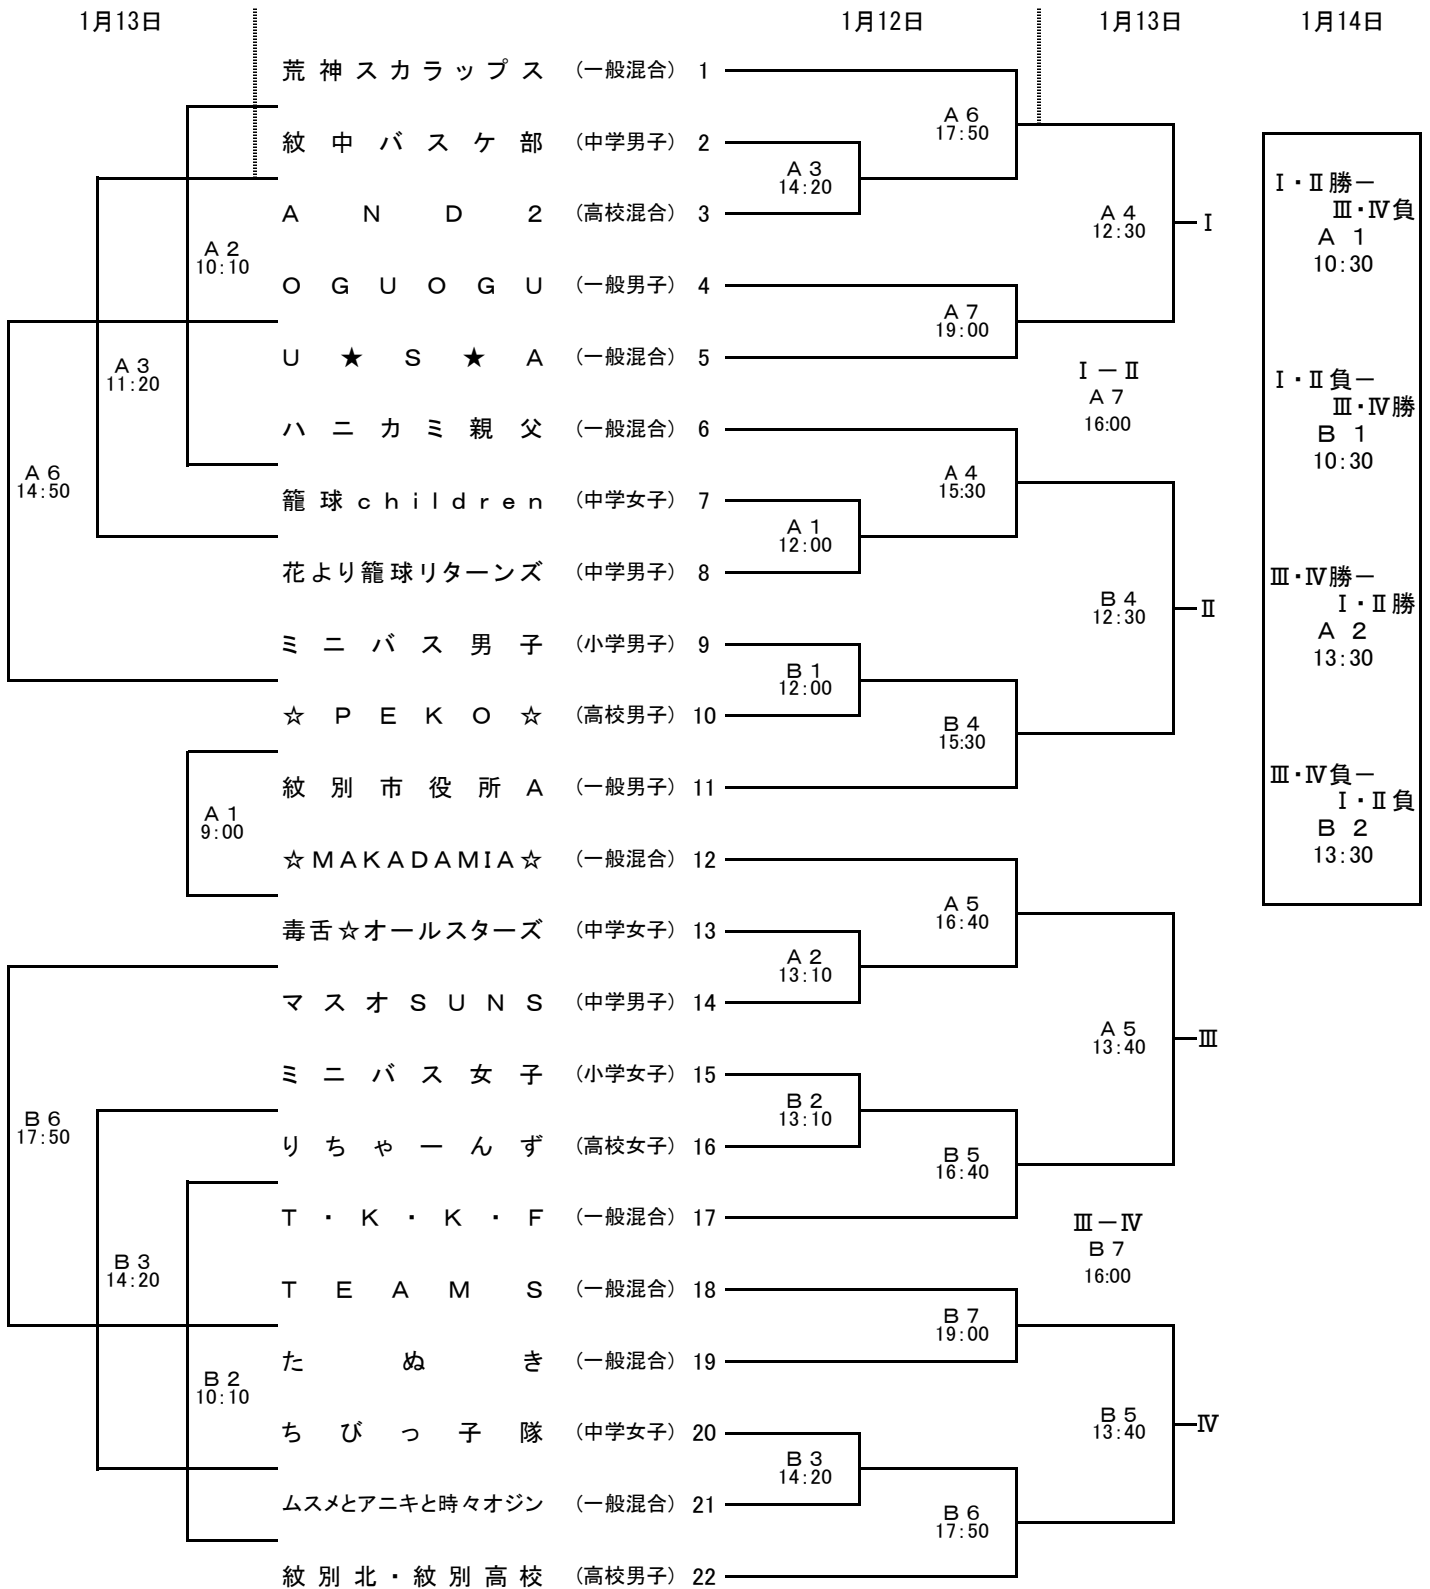 1月13日 1月12日 1月13日 1月14日
荒神スカラップス (一般混合) 1
紋中バスケ部 (中学男子) 2
AND2 (高校混合) 3
OGUOGU (一般男子) 4
U★S★A (一般混合) 5
ハニカミ親父 (一般混合) 6
籠球children (中学女子) 7
花より籠球リターンズ (中学男子) 8
ミニバス男子 (小学男子) 9
☆PEKO☆ (高校男子) 10
紋別市役所A (一般男子) 11
☆MAKADAMIA☆ (一般混合) 12
毒舌☆オールスターズ (中学女子) 13
マスオSUNS (中学男子) 14
ミニバス女子 (小学女子) 15
りちゃーんず (高校女子) 16
T・K・K・F (一般混合) 17
TEAMS (一般混合) 18
たぬき (一般混合) 19
ちびっ子隊 (中学女子) 20
ムスメとアニキと時々オジン (一般混合) 21
紋別北・紋別高校 (高校男子) 22
A2
10:10
A3
11:20
A6
14:50
A1
9:00
B6
17:50
B3
14:20
B2
10:10
A3
14:20
A1
12:00
B1
12:00
A2
13:10
B2
13:10
B3
14:20
A6
17:50
A7
19:00
A4
15:30
B4
15:30
A5
16:40
B5
16:40
B7
19:00
B6
17:50
A4
12:30
Ⅰ
Ⅰ－Ⅱ
A7
16:00
B4
12:30
Ⅱ
A5
13:40
Ⅲ
Ⅲ－Ⅳ
B7
16:00
B5
13:40
Ⅳ
Ⅰ・Ⅱ勝－
Ⅲ・Ⅳ負
A 1
10:30
Ⅰ・Ⅱ負－
Ⅲ・Ⅳ勝
B 1
10:30
Ⅲ・Ⅳ勝－
Ⅰ・Ⅱ勝
A 2
13:30
Ⅲ・Ⅳ負－
Ⅰ・Ⅱ負
B 2
13:30